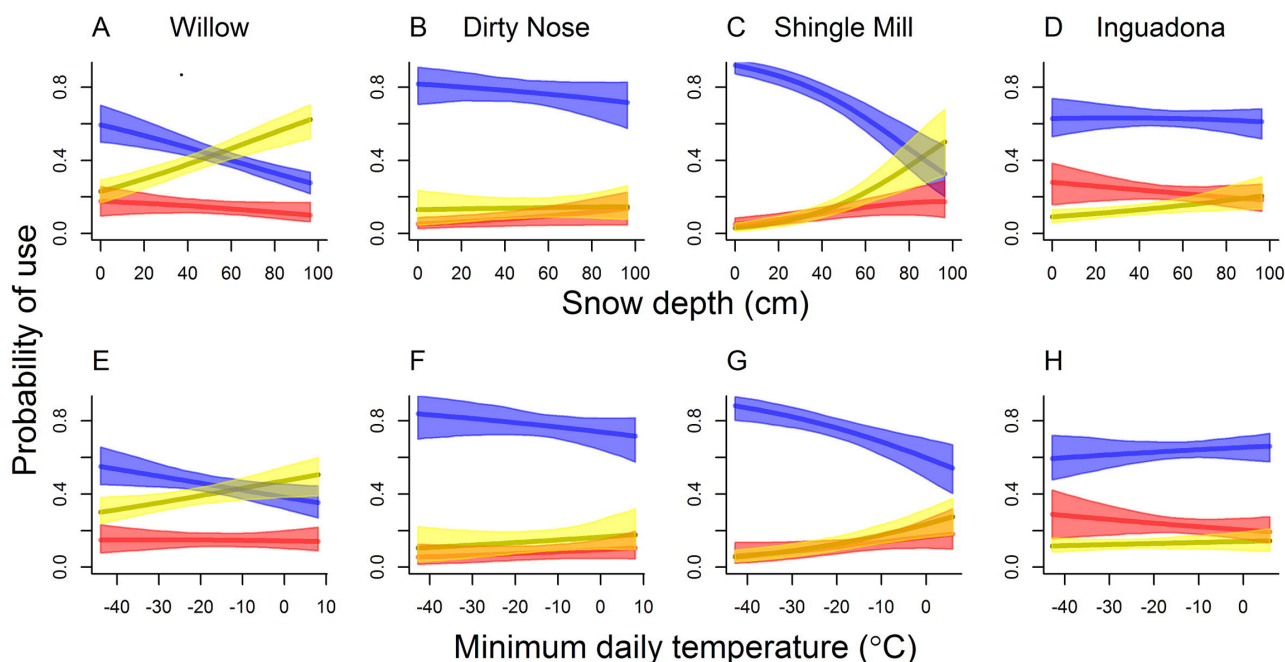 A Willow B Dirty Nose C Shingle Mill D Inguadona
0.8 0.4 0.0
0 20 40 60 80 100 0 20 40 60 80 100 0 20 40 60 80 100 0 20 40 60 80 100
0.8 0.4 0.0
0.8 0.4 0.0
0.8 0.4 0.0
Snow depth (cm)
Probability of use
E F G H
0.8 0.4 0.0
0.8 0.4 0.0
0.8 0.4 0.0
0.8 0.4 0.0
-40 -30 -20 -10 0 10 -40 -30 -20 -10 0 10 -40 -30 -20 -10 0 -40 -30 -20 -10 0
Minimum daily temperature (°C)